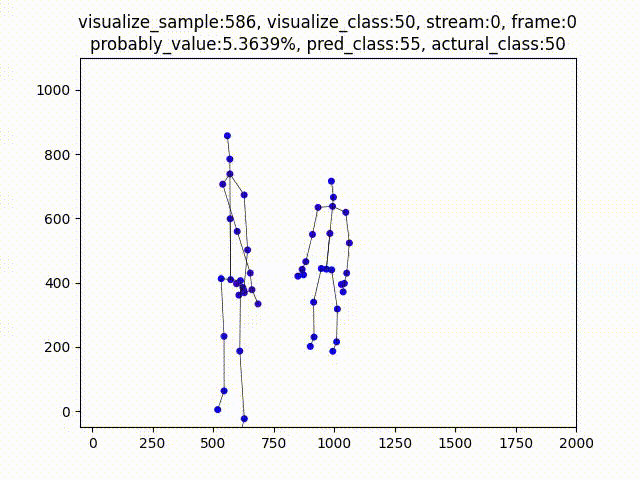 visualize_sample:586, visualize_class:50, stream:0, frame:0
probably_value:5.3639%, pred_class:55, actural_class:50
1000
800
600
400
200
0
0 250 500 750 1000 1250 1500 1750 2000